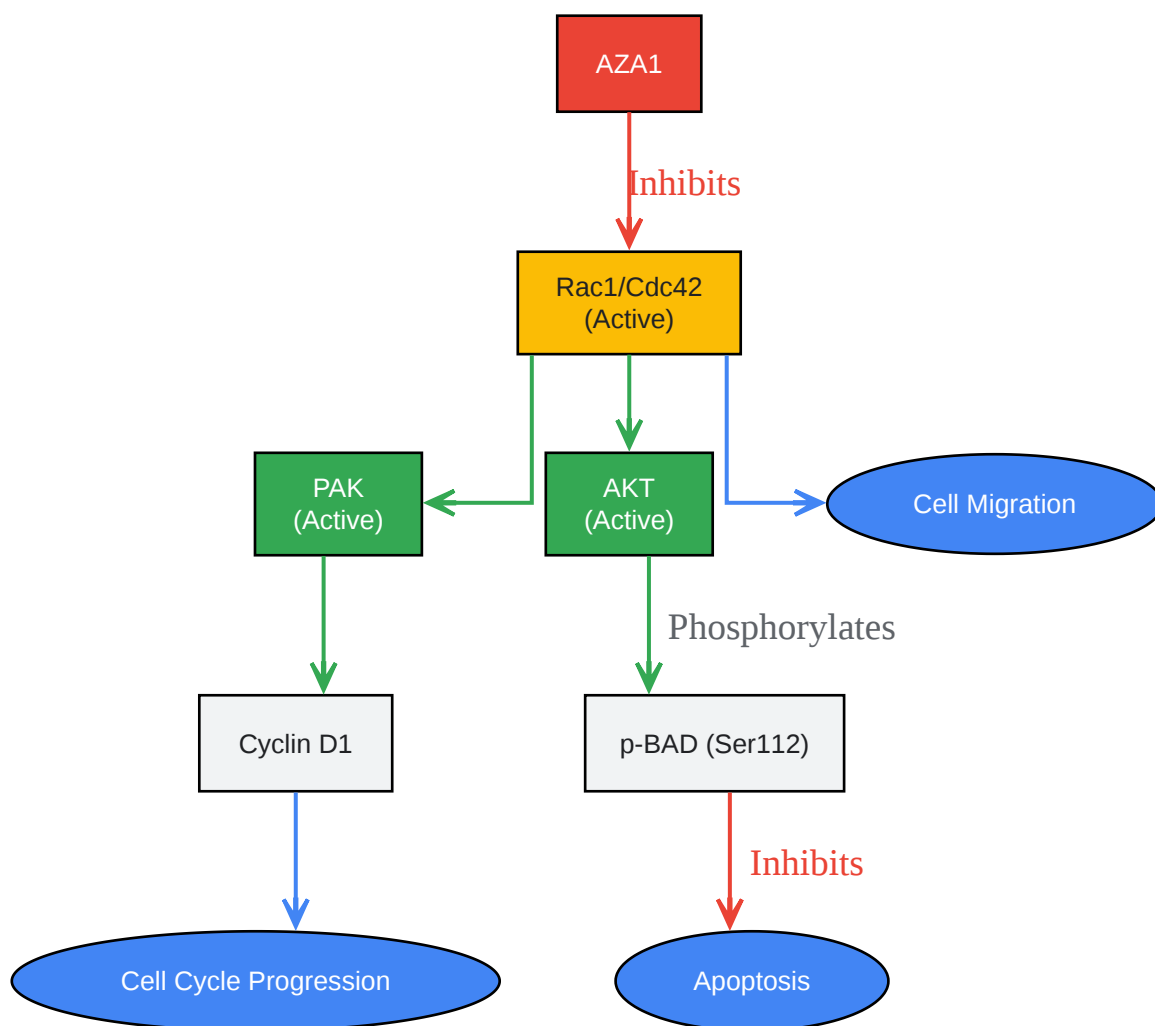 AZA1
Inhibits
Rac1/Cdc42
(Active)
PAK
(Active)
AKT
(Active)
Cell Migration
Phosphorylates
Cyclin D1
p-BAD (Ser112)
Inhibits
Cell Cycle Progression
Apoptosis